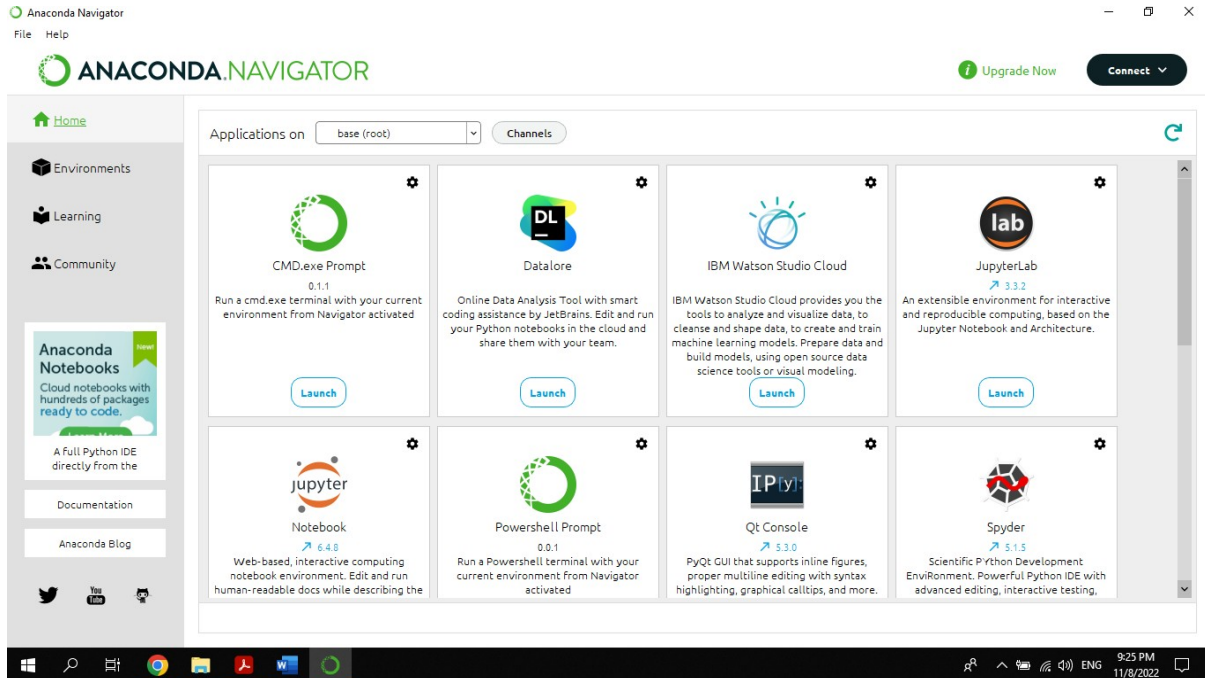 Anaconda Navigator
File Help
ANACONDA.NAVIGATOR
Upgrade Now
Connect
Home
Environments
Learning
Community
Anaconda Notebooks
New!
Cloud notebooks with
hundreds of packages
ready to code.
A full Python IDE
directly from the
Documentation
Anaconda Blog
You
Tube
Applications on base (root) Channels
DL
CMD.exe Prompt
0.1.1
Run a cmd.exe terminal with your current
environment from Navigator activated
Launch
Datalore
Online Data Analysis Tool with smart
coding assistance by JetBrains. Edit and run
your Python notebooks in the cloud and
share them with your team.
Launch
IBM Watson Studio Cloud
IBM Watson Studio Cloud provides you the
tools to analyze and visualize data, to
cleanse and shape data, to create and train
machine learning models. Prepare data and
build models, using open source data
science tools or visual modeling.
Launch
lab
JupyterLab
3.3.2
An extensible environment for interactive
and reproducible computing, based on the
Jupyter Notebook and Architecture.
Launch
jupyter
Notebook
6.4.8
Web-based, interactive computing
notebook environment. Edit and run
human-readable docs while describing the
Powershell Prompt
0.0.1
Run a Powershell terminal with your
current environment from Navigator
activated
IP[y]:
Qt Console
5.3.0
PyQt GUI that supports inline figures,
proper multiline editing with syntax
highlighting, graphical calltips, and more.
Spyder
5.1.5
Scientific PYthon Development
EnviRonment. Powerful Python IDE with
advanced editing, interactive testing,
ENG
9:25 PM
11/8/2022